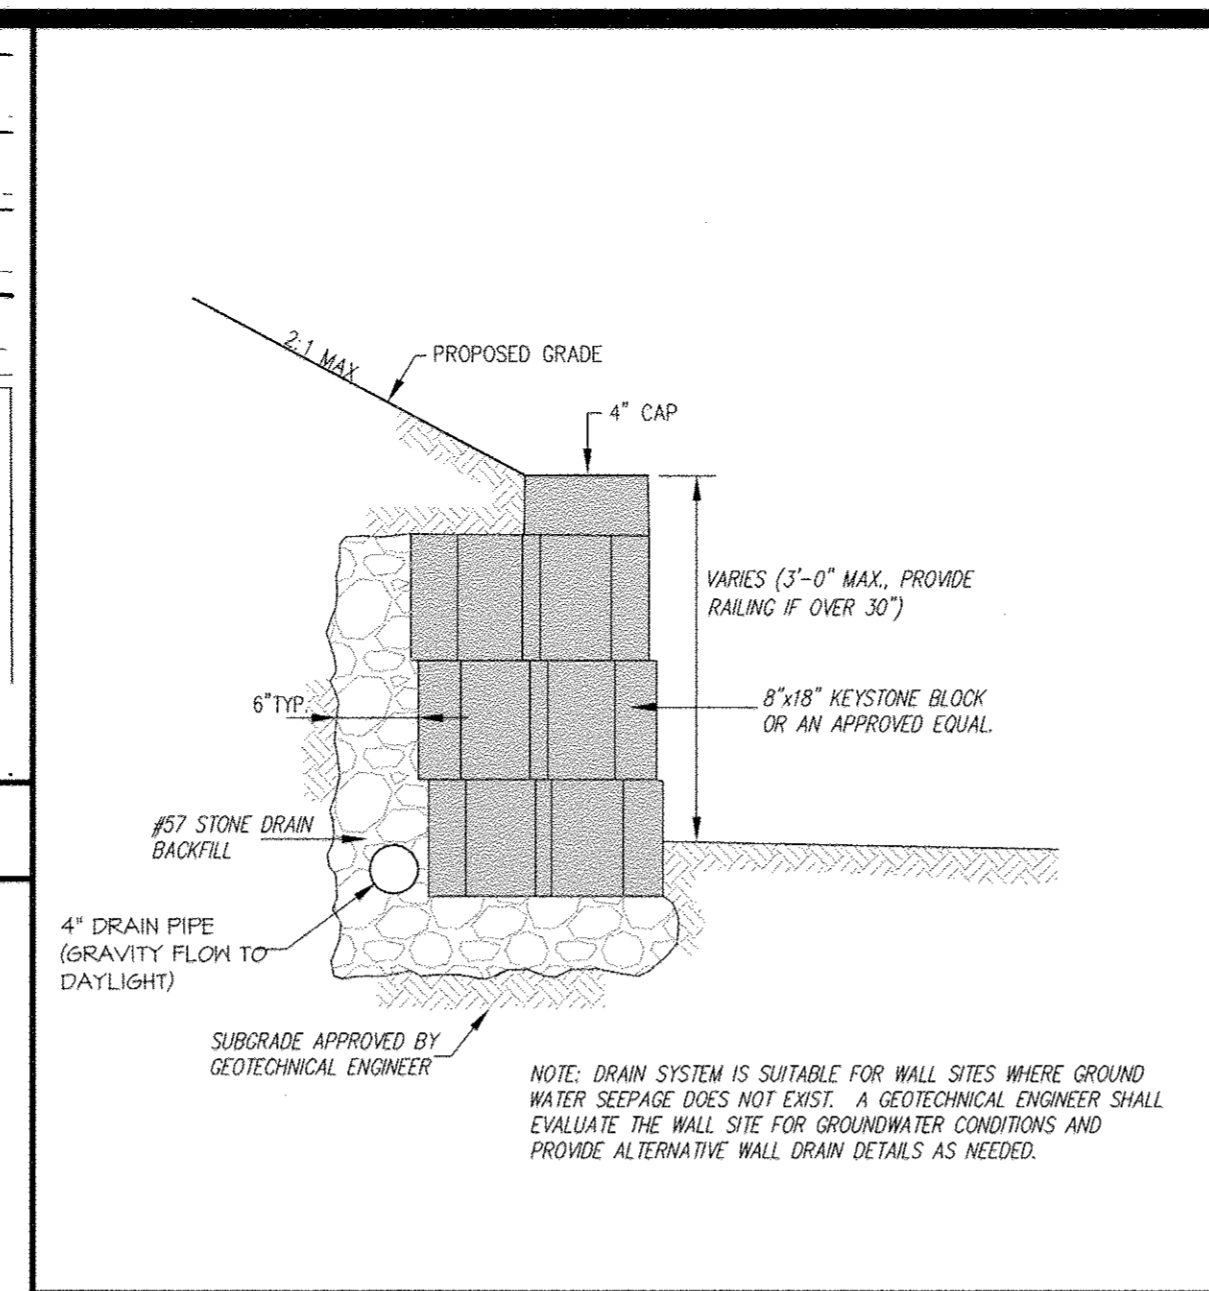 2:1 MAX
PROPOSED GRADE
4" CAP
VARIES (3'-0" MAX., PROVIDE
RAILING IF OVER 30")
6"TYP.
8"x18" KEYSTONE BLOCK
OR AN APPROVED EQUAL.
#57 STONE DRAIN
BACKFILL
4" DRAIN PIPE
(GRAVITY FLOW TO
DAYLIGHT)
SUBGRADE APPROVED BY
GEOTECHNICAL ENGINEER
NOTE: DRAIN SYSTEM IS SUITABLE FOR WALL SITES WHERE GROUND
WATER SEEPAGE DOES NOT EXIST. A GEOTECHNICAL ENGINEER SHALL
EVALUATE THE WALL SITE FOR GROUNDWATER CONDITIONS AND
PROVIDE ALTERNATIVE WALL DRAIN DETAILS AS NEEDED.